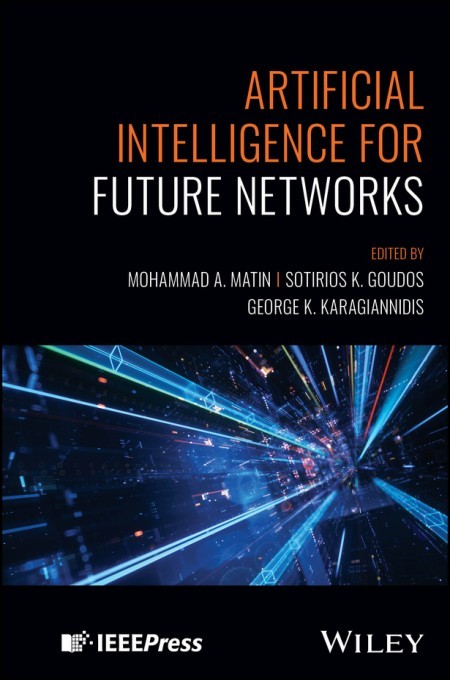 ARTIFICIAL
INTELLIGENCE FOR
FUTURE NETWORKS
EDITED BY
MOHAMMAD A. MATIN | SOTIRIOS K. GOUDOS
GEORGE K. KARAGIANNIDIS
IEEEPress
WILEY